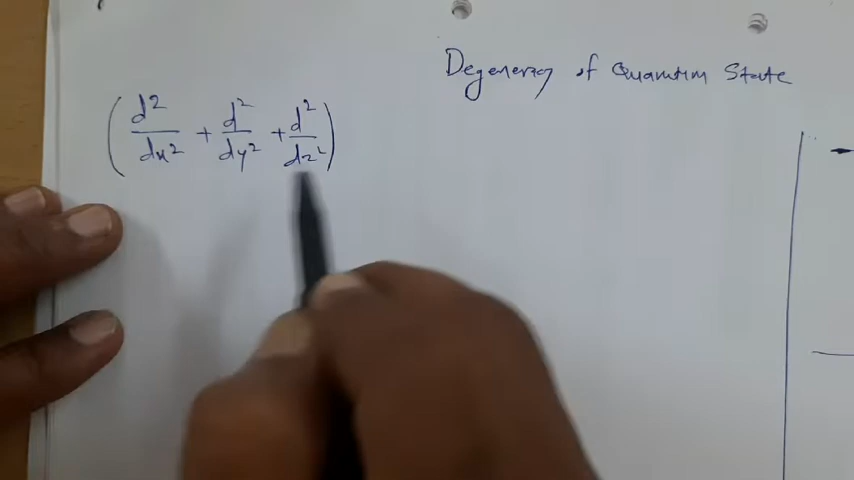 Degeneracy of Quantum State
(d²/dx² + d²/dy² + d²/dz²)